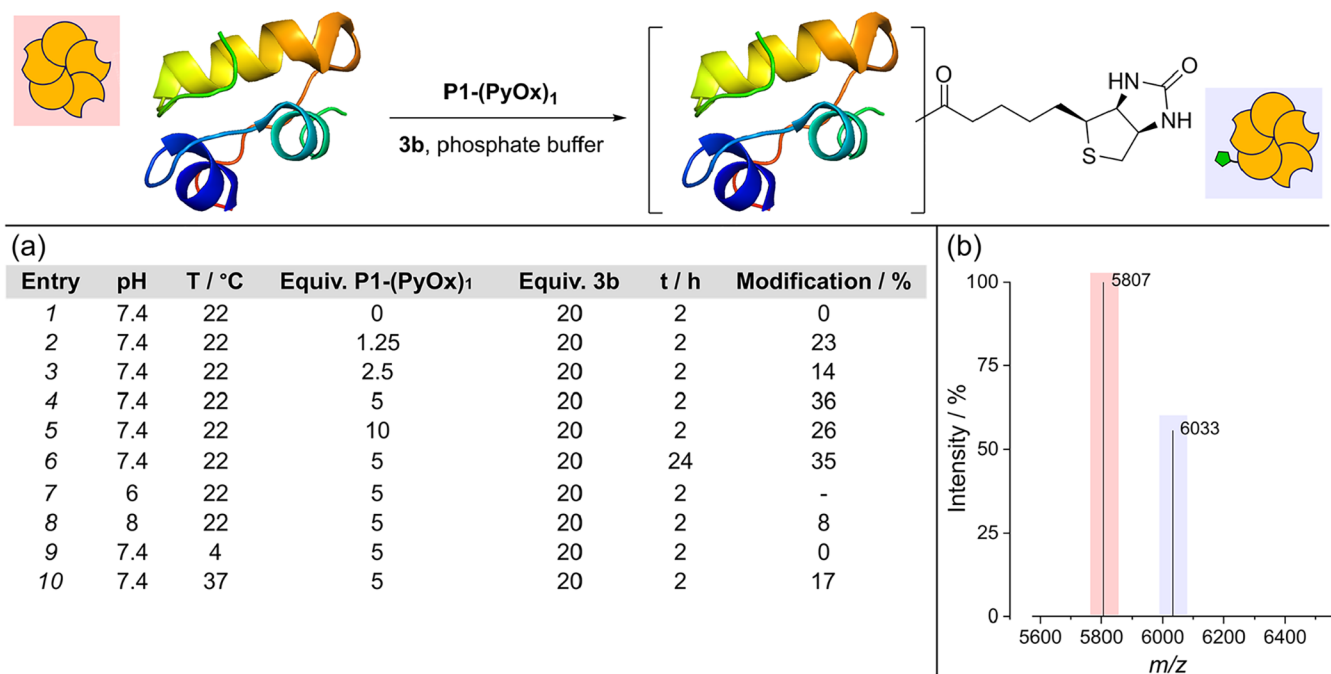 P1-(PyOx)1
3b, phosphate buffer
O
HN
O
NH
S
(a)
Entry pH T / °C Equiv. P1-(PyOx)1 Equiv. 3b t / h Modification / %
1 7.4 22 0 20 2 0
2 7.4 22 1.25 20 2 23
3 7.4 22 2.5 20 2 14
4 7.4 22 5 20 2 36
5 7.4 22 10 20 2 26
6 7.4 22 5 20 24 35
7 6 22 5 20 2 -
8 8 22 5 20 2 8
9 7.4 4 5 20 2 0
10 7.4 37 5 20 2 17
(b)
100
75
50
25
0
Intensity / %
5807
6033
5600 5800 6000 6200 6400
m/z